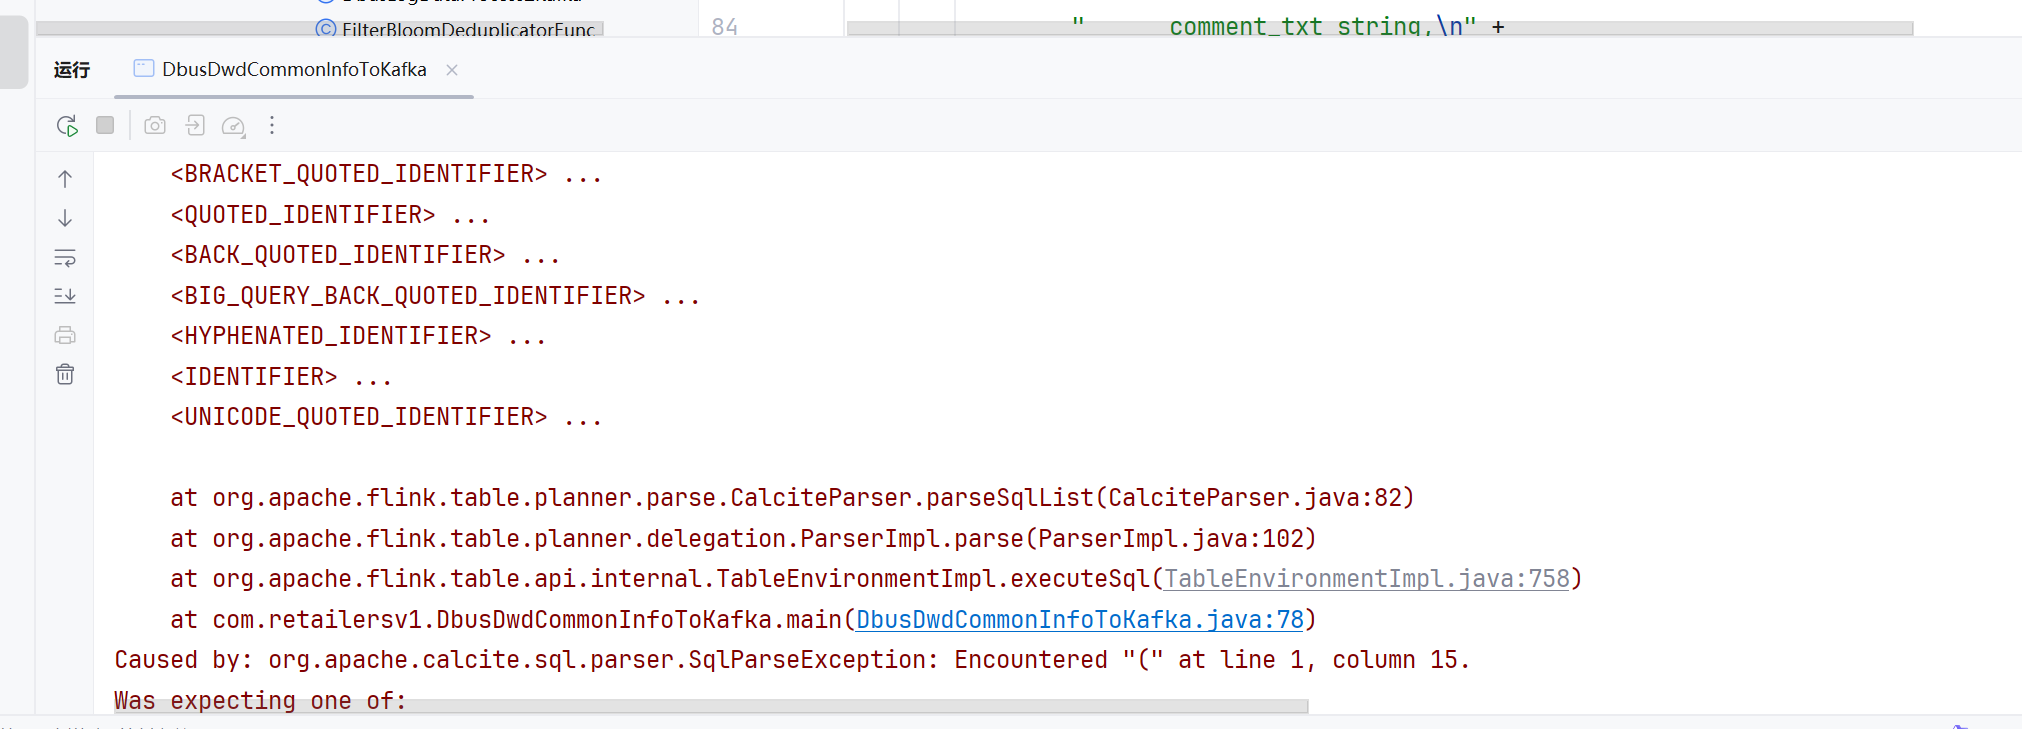 FilterBloomDeduplicatorFunc
84 "      comment_txt string,\n" +
运行 DbusDwdCommonInfoToKafka ×
<BRACKET_QUOTED_IDENTIFIER> ...
<QUOTED_IDENTIFIER> ...
<BACK_QUOTED_IDENTIFIER> ...
<BIG_QUERY_BACK_QUOTED_IDENTIFIER> ...
<HYPHENATED_IDENTIFIER> ...
<IDENTIFIER> ...
<UNICODE_QUOTED_IDENTIFIER> ...
at org.apache.flink.table.planner.parse.CalciteParser.parseSqlList(CalciteParser.java:82)
at org.apache.flink.table.planner.delegation.ParserImpl.parse(ParserImpl.java:102)
at org.apache.flink.table.api.internal.TableEnvironmentImpl.executeSql(TableEnvironmentImpl.java:758)
at com.retailersv1.DbusDwdCommonInfoToKafka.main(DbusDwdCommonInfoToKafka.java:78)
Caused by: org.apache.calcite.sql.parser.SqlParseException: Encountered "(" at line 1, column 15.
Was expecting one of: